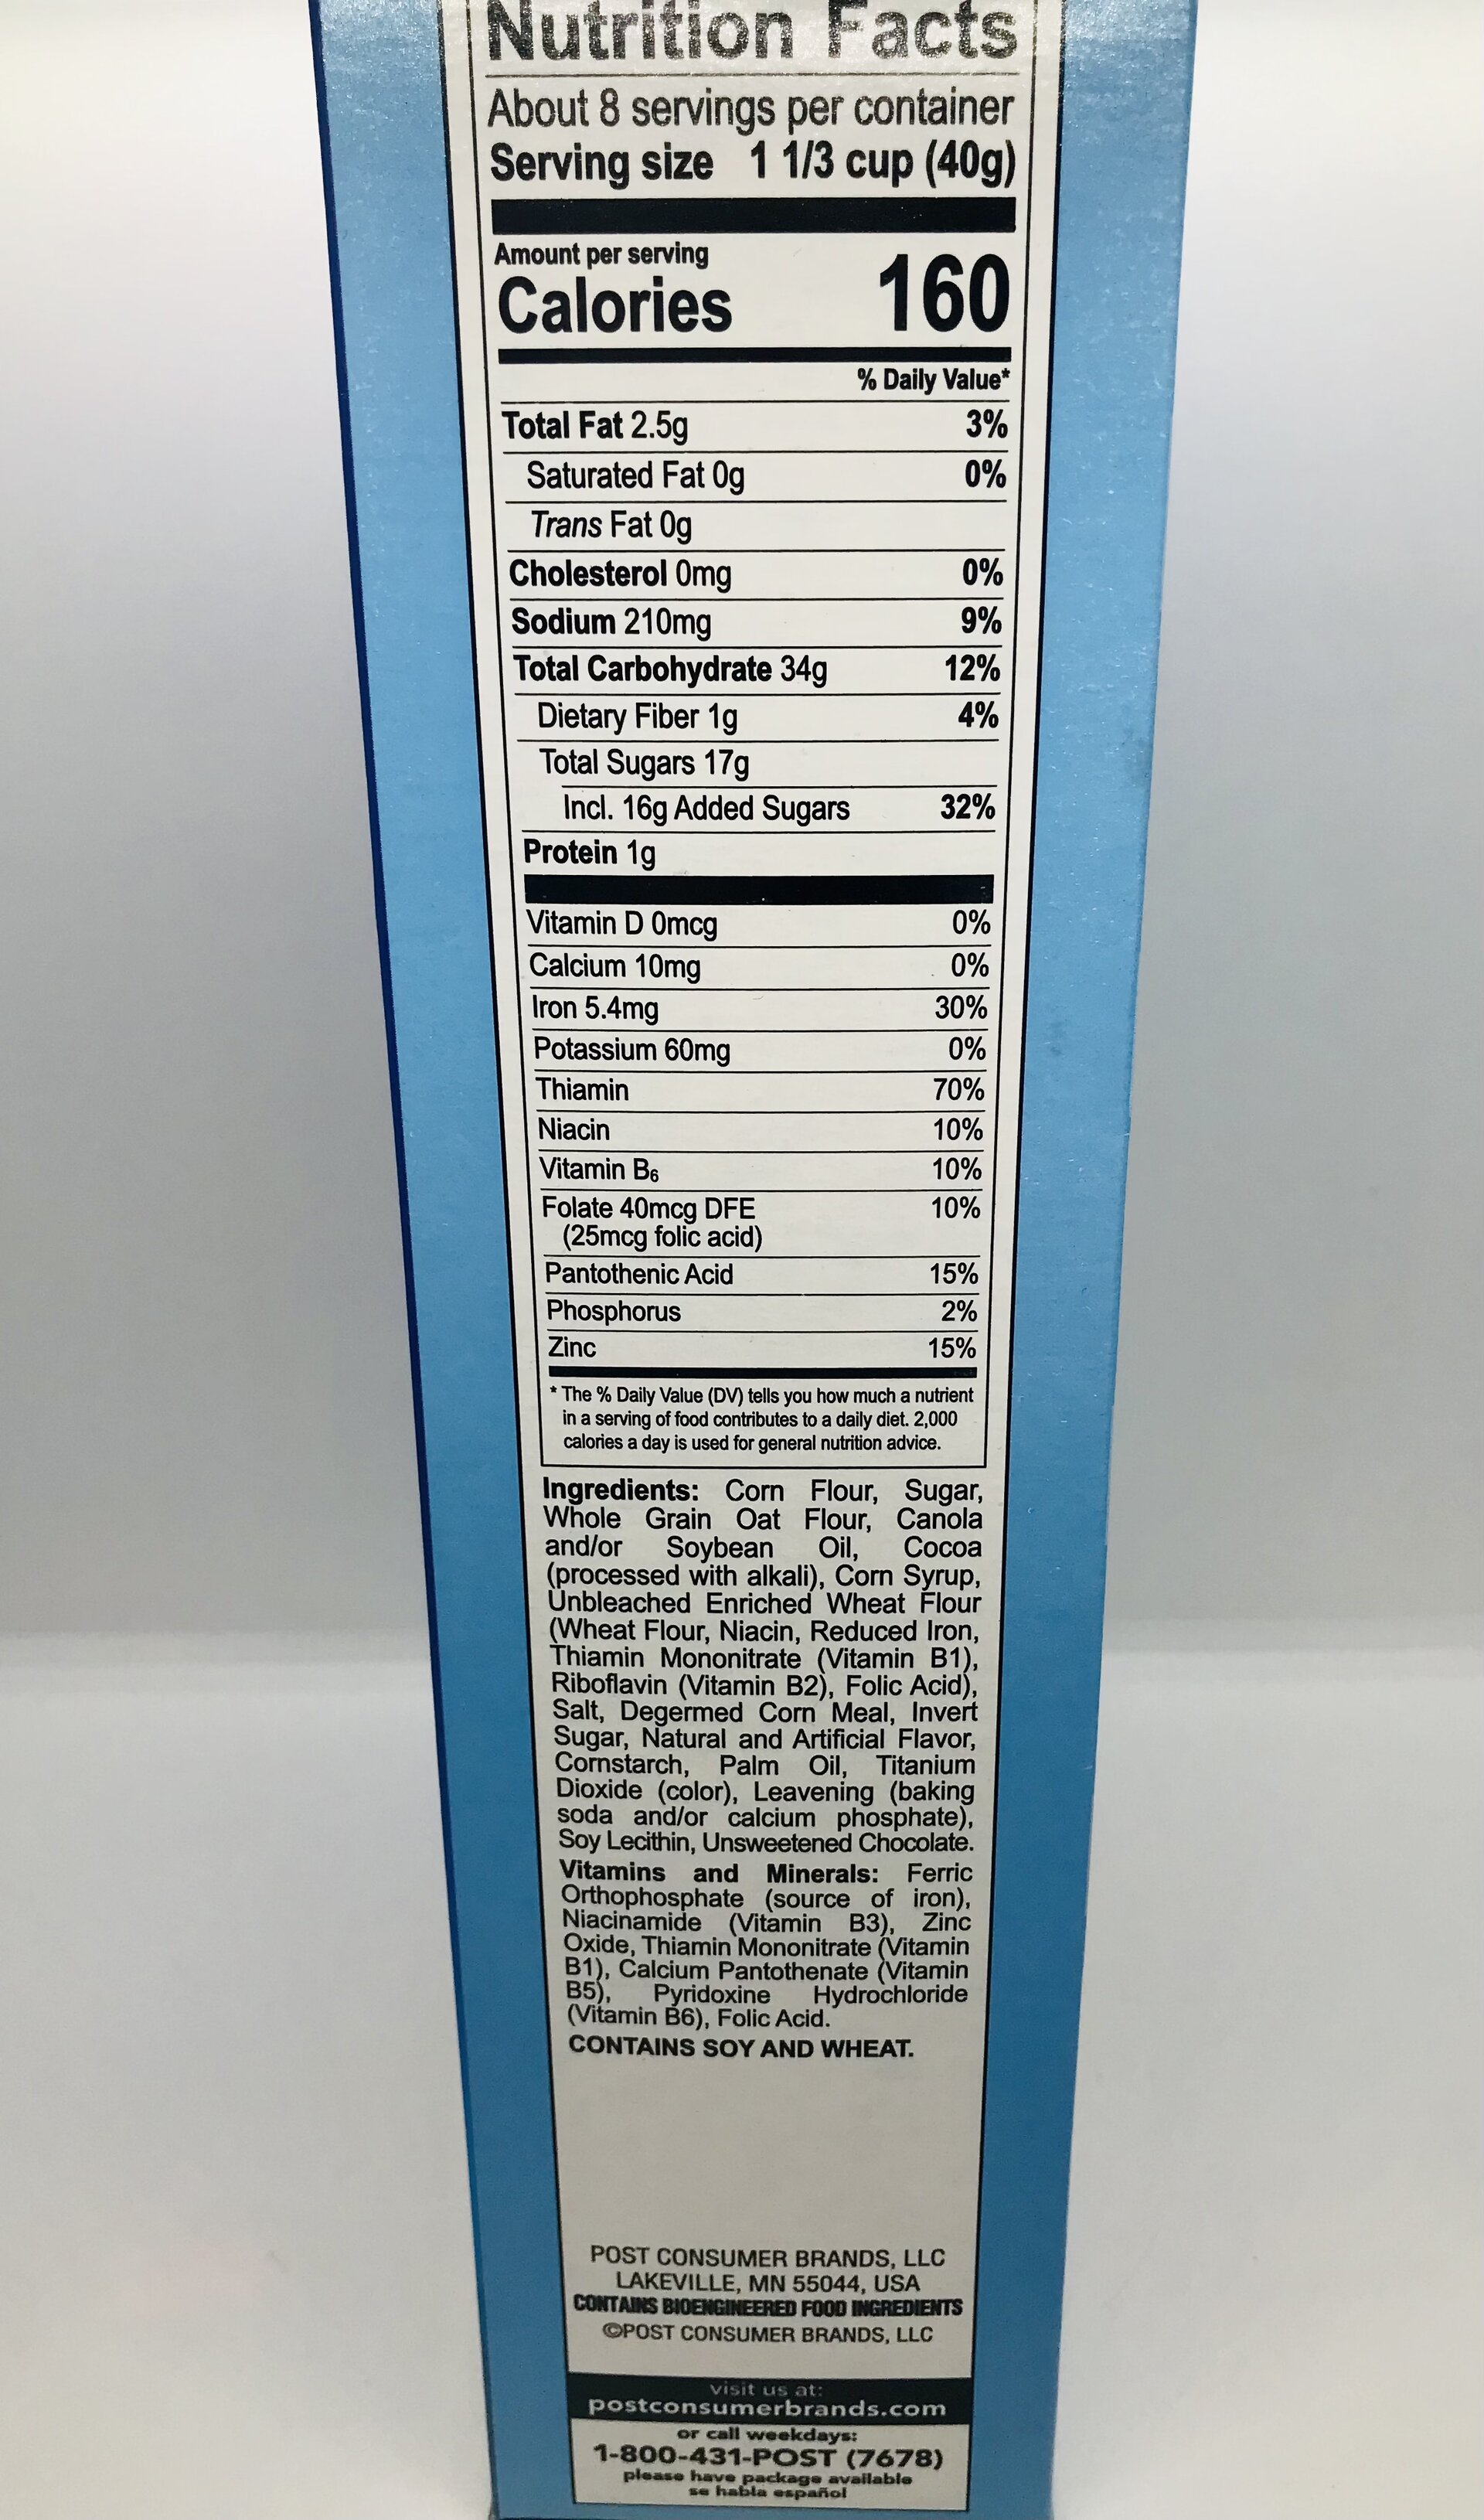 Nutrition Facts
About 8 servings per container
Serving size 1 1/3 cup (40g)
Amount per serving
Calories 160
% Daily Value*
Total Fat 2.5g 3%
Saturated Fat 0g 0%
Trans Fat 0g
Cholesterol 0mg 0%
Sodium 210mg 9%
Total Carbohydrate 34g 12%
Dietary Fiber 1g 4%
Total Sugars 17g
Incl. 16g Added Sugars 32%
Protein 1g
Vitamin D 0mcg 0%
Calcium 10mg 0%
Iron 5.4mg 30%
Potassium 60mg 0%
Thiamin 70%
Niacin 10%
Vitamin B6 10%
Folate 40mcg DFE 10%
(25mcg folic acid)
Pantothenic Acid 15%
Phosphorus 2%
Zinc 15%
* The % Daily Value (DV) tells you how much a nutrient
in a serving of food contributes to a daily diet. 2,000
calories a day is used for general nutrition advice.
Ingredients: Corn Flour, Sugar,
Whole Grain Oat Flour, Canola
and/or Soybean Oil, Cocoa
(processed with alkali), Corn Syrup,
Unbleached Enriched Wheat Flour
(Wheat Flour, Niacin, Reduced Iron,
Thiamin Mononitrate (Vitamin B1),
Riboflavin (Vitamin B2), Folic Acid),
Salt, Degermed Corn Meal, Invert
Sugar, Natural and Artificial Flavor,
Cornstarch, Palm Oil, Titanium
Dioxide (color), Leavening (baking
soda and/or calcium phosphate),
Soy Lecithin, Unsweetened Chocolate.
Vitamins and Minerals: Ferric
Orthophosphate (source of iron),
Niacinamide (Vitamin B3), Zinc
Oxide, Thiamin Mononitrate (Vitamin
B1), Calcium Pantothenate (Vitamin
B5), Pyridoxine Hydrochloride
(Vitamin B6), Folic Acid.
CONTAINS SOY AND WHEAT.
POST CONSUMER BRANDS, LLC
LAKEVILLE, MN 55044, USA
CONTAINS BIOENGINEERED FOOD INGREDIENTS
©POST CONSUMER BRANDS, LLC
visit us at:
postconsumerbrands.com
or call weekdays:
1-800-431-POST (7678)
please have package available
se habla español